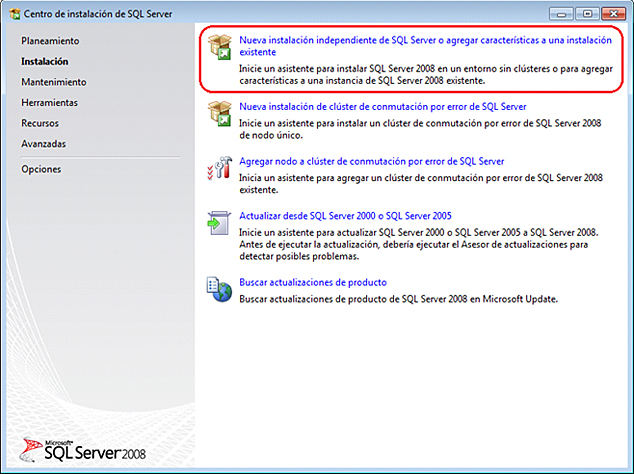 Centro de instalación de SQL Server
Planeamiento
Instalación
Mantenimiento
Herramientas
Recursos
Avanzadas
Opciones
Nueva instalación independiente de SQL Server o agregar características a una instalación
existente
Inicie un asistente para instalar SQL Server 2008 en un entorno sin clústeres o para agregar
características a una instancia de SQL Server 2008 existente.
Nueva instalación de clúster de conmutación por error de SQL Server
Inicie un asistente para instalar un clúster de conmutación por error de SQL Server 2008
de nodo único.
Agregar nodo a clúster de conmutación por error de SQL Server
Inicia un asistente para agregar un clúster de conmutación por error de SQL Server 2008
existente.
Actualizar desde SQL Server 2000 o SQL Server 2005
Inicie un asistente para actualizar SQL Server 2000 o SQL Server 2005 a SQL Server 2008.
Antes de ejecutar la actualización, debería ejecutar el Asesor de actualizaciones para
detectar posibles problemas.
Buscar actualizaciones de producto
Buscar actualizaciones de producto de SQL Server 2008 en Microsoft Update.
Microsoft
SQL Server 2008